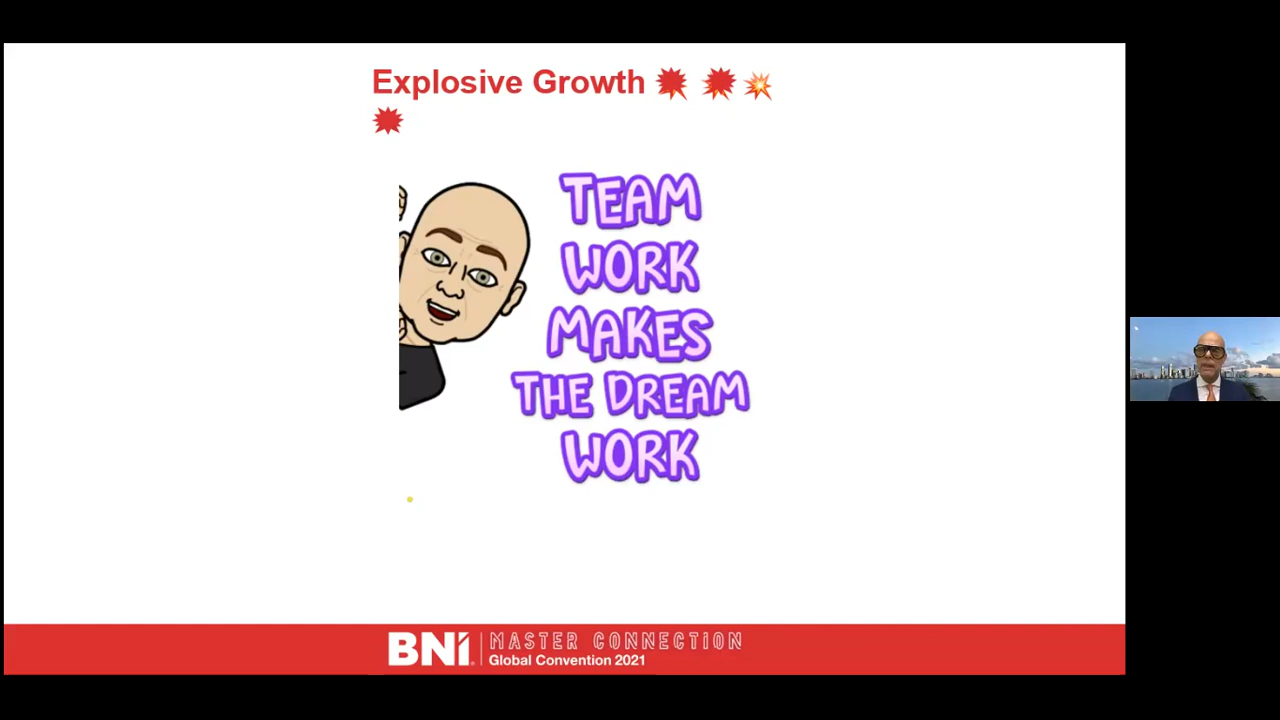 Explosive Growth
TEAM
WORK
MAKES
THE DREAM
WORK
BNI
MASTER CONNECTION
Global Convention 2021